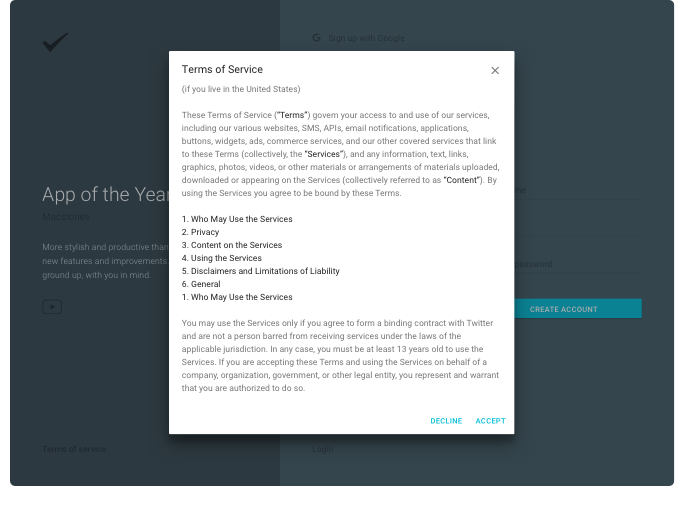 Sign up with Google
Terms of Service
(if you live in the United States)
These Terms of Service (“Terms”) govern your access to and use of our services,
including our various websites, SMS, APIs, email notifications, applications,
buttons, widgets, ads, commerce services, and our other covered services that link
to these Terms (collectively, the “Services”), and any information, text, links,
graphics, photos, videos, or other materials or arrangements of materials uploaded,
downloaded or appearing on the Services (collectively referred to as “Content”). By
using the Services you agree to be bound by these Terms.
1. Who May Use the Services
2. Privacy
3. Content on the Services
4. Using the Services
5. Disclaimers and Limitations of Liability
6. General
1. Who May Use the Services
You may use the Services only if you agree to form a binding contract with Twitter
and are not a person barred from receiving services under the laws of the
applicable jurisdiction. In any case, you must be at least 13 years old to use the
Services. If you are accepting these Terms and using the Services on behalf of a
company, organization, government, or other legal entity, you represent and warrant
that you are authorized to do so.
DECLINE ACCEPT
App of the Year
More stylish and productive than
new features and improvements
ground up, with you in mind.
password
CREATE ACCOUNT
Terms of service
Login